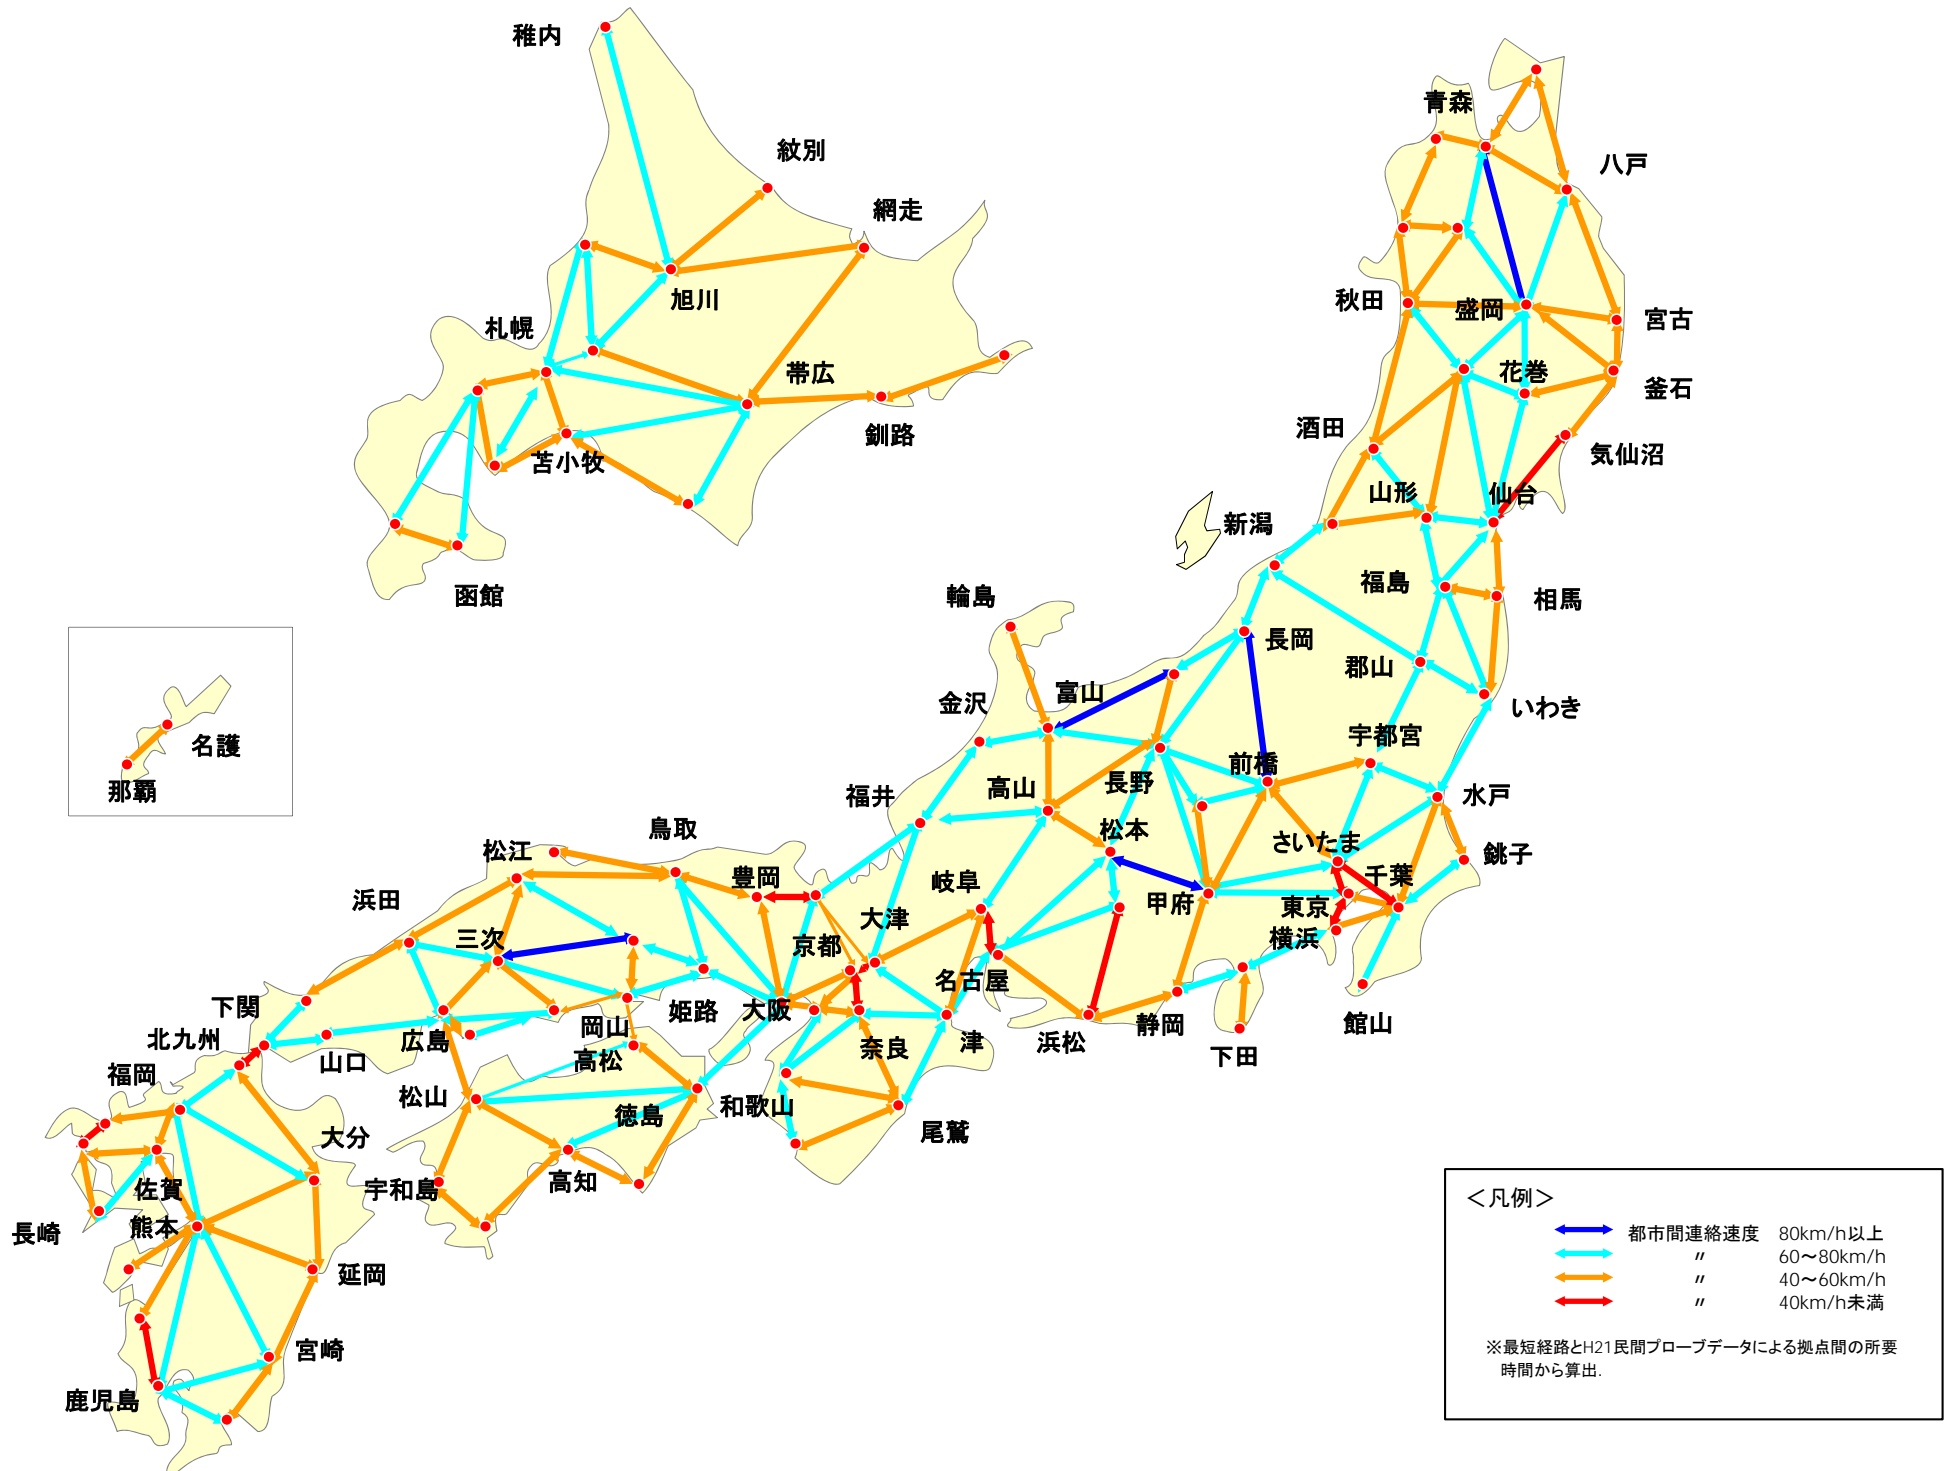 稚内
紋別
網走
旭川
札幌
帯広
釧路
苫小牧
函館
青森
八戸
秋田
盛岡
宮古
花巻
釜石
酒田
気仙沼
山形
仙台
新潟
福島
相馬
輪島
長岡
郡山
いわき
金沢
富山
宇都宮
前橋
長野
高山
水戸
福井
松本
さいたま
銚子
千葉
東京
横浜
甲府
岐阜
鳥取
松江
豊岡
浜田
三次
大津
京都
名古屋
大阪
姫路
岡山
下関
北九州
福岡
山口
広島
高松
奈良
津
浜松
静岡
下田
館山
松山
徳島
和歌山
尾鷲
大分
佐賀
宇和島
高知
長崎
熊本
延岡
宮崎
鹿児島
名護
那覇
<凡例>
都市間連絡速度 80km/h以上
〃 60~80km/h
〃 40~60km/h
〃 40km/h未満
※最短経路とH21民間プローブデータによる拠点間の所要
時間から算出.